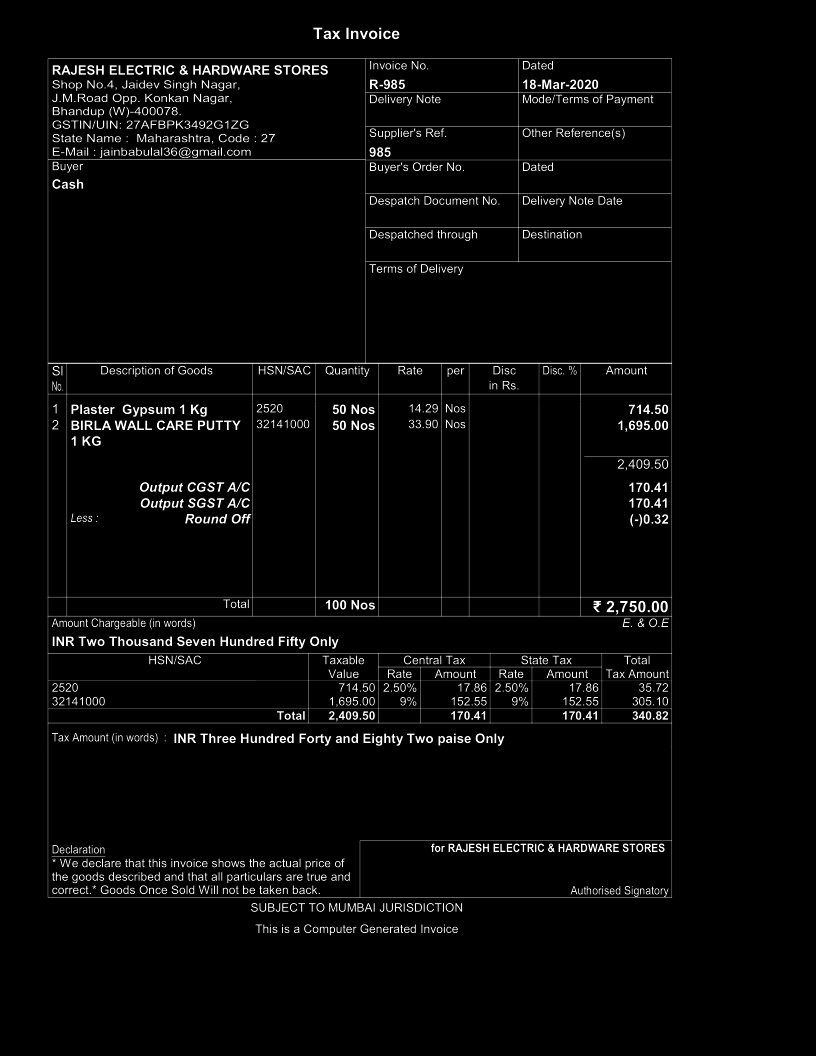 Tax Invoice
RAJESH ELECTRIC & HARDWARE STORES
Shop No.4, Jaidev Singh Nagar,
J.M.Road Opp. Konkan Nagar,
Bhandup (W)-400078.
GSTIN/UIN: 27AFBPK3492G1ZG
State Name : Maharashtra, Code : 27
E-Mail : jainbabulal36@gmail.com
Invoice No. Dated
R-985 18-Mar-2020
Delivery Note Mode/Terms of Payment
Supplier's Ref. Other Reference(s)
985
Buyer
Cash
Buyer's Order No. Dated
Despatch Document No. Delivery Note Date
Despatched through Destination
Terms of Delivery
Sl Description of Goods HSN/SAC Quantity Rate per Disc Disc. % Amount
No. in Rs.
1 Plaster Gypsum 1 Kg 2520 50 Nos 14.29 Nos 714.50
2 BIRLA WALL CARE PUTTY 32141000 50 Nos 33.90 Nos 1,695.00
1 KG
2,409.50
Output CGST A/C 170.41
Output SGST A/C 170.41
Less : Round Off (-)0.32
Total 100 Nos ₹ 2,750.00
Amount Chargeable (in words) E. & O.E
INR Two Thousand Seven Hundred Fifty Only
HSN/SAC Taxable Central Tax State Tax Total
Value Rate Amount Rate Amount Tax Amount
2520 714.50 2.50% 17.86 2.50% 17.86 35.72
32141000 1,695.00 9% 152.55 9% 152.55 305.10
Total 2,409.50 170.41 170.41 340.82
Tax Amount (in words) : INR Three Hundred Forty and Eighty Two paise Only
Declaration
* We declare that this invoice shows the actual price of
the goods described and that all particulars are true and
correct.* Goods Once Sold Will not be taken back.
for RAJESH ELECTRIC & HARDWARE STORES
Authorised Signatory
SUBJECT TO MUMBAI JURISDICTION
This is a Computer Generated Invoice